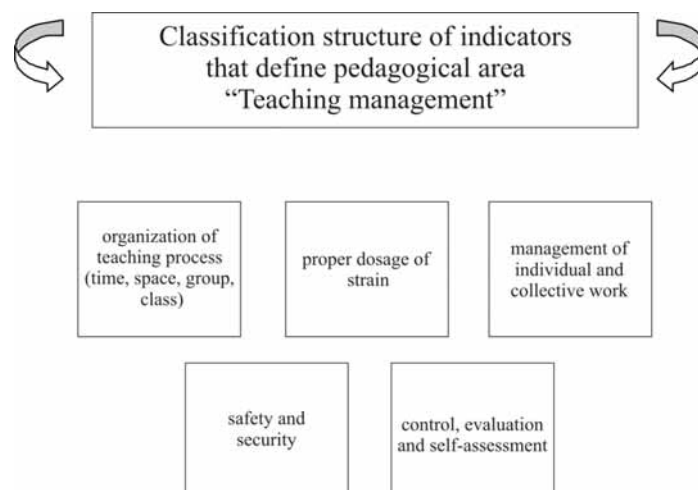 Classification structure of indicators
that define pedagogical area
“Teaching management”
organization of
teaching process
(time, space, group,
class)
proper dosage of
strain
management of
individual and
collective work
safety and
security
control, evaluation
and self-assessment